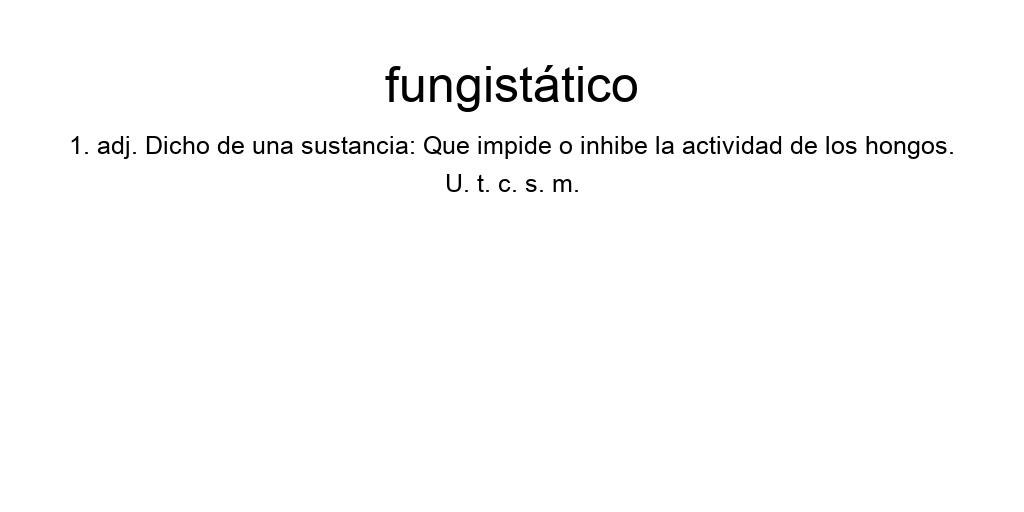 fungistático
1. adj. Dicho de una sustancia: Que impide o inhibe la actividad de los hongos.
U. t. c. s. m.